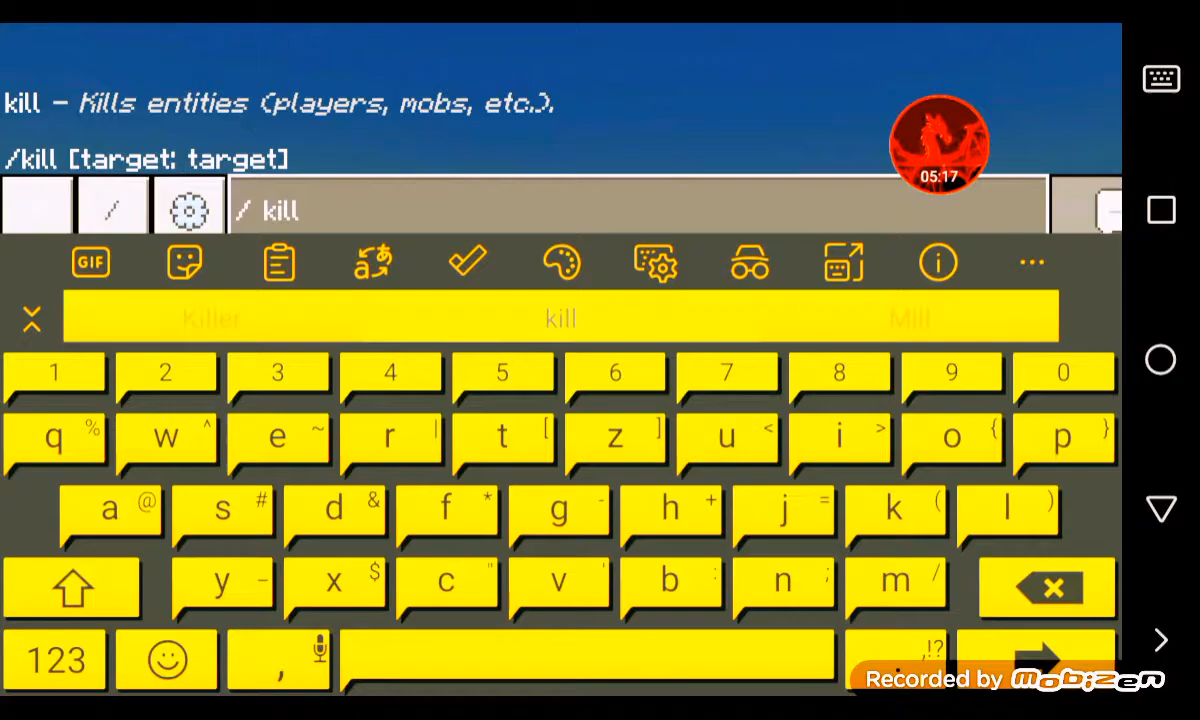 kill – Kills entities (players, mobs, etc.).
/kill [target: target]
05:17
/
/ kill
GIF
Killer kill Mill
1 2 3 4 5 6 7 8 9 0
q % w ^ e ~ r | t [ z ] u < i > o { p }
a @ s # d & f * g - h + j = k ( l )
y _ x $ c " v ' b : n ; m /
123 , . ,!?
Recorded by mobizen